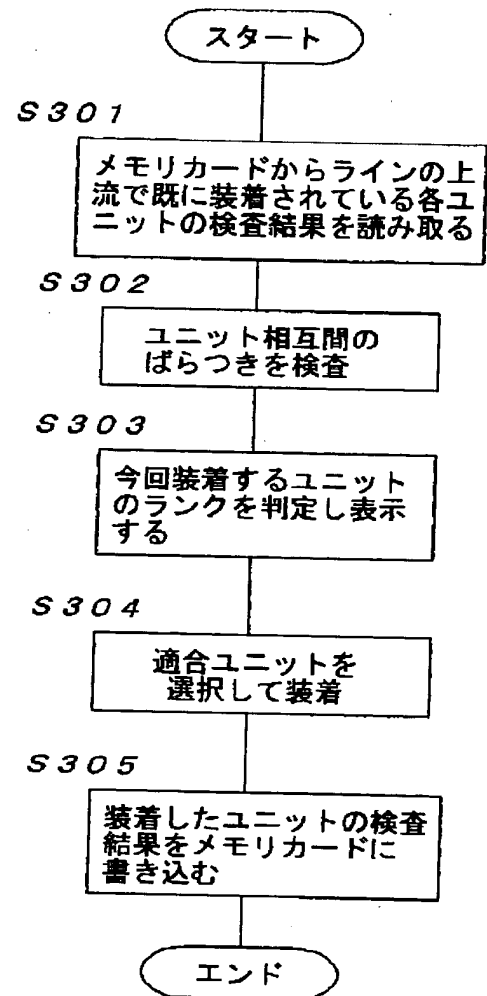 スタート
S301
メモリカードからラインの上
流で既に装着されている各ユ
ニットの検査結果を読み取る
S302
ユニット相互間の
ばらつきを検査
S303
今回装着するユニット
のランクを判定し表示
する
S304
適合ユニットを
選択して装着
S305
装着したユニットの検査
結果をメモリカードに
書き込む
エンド